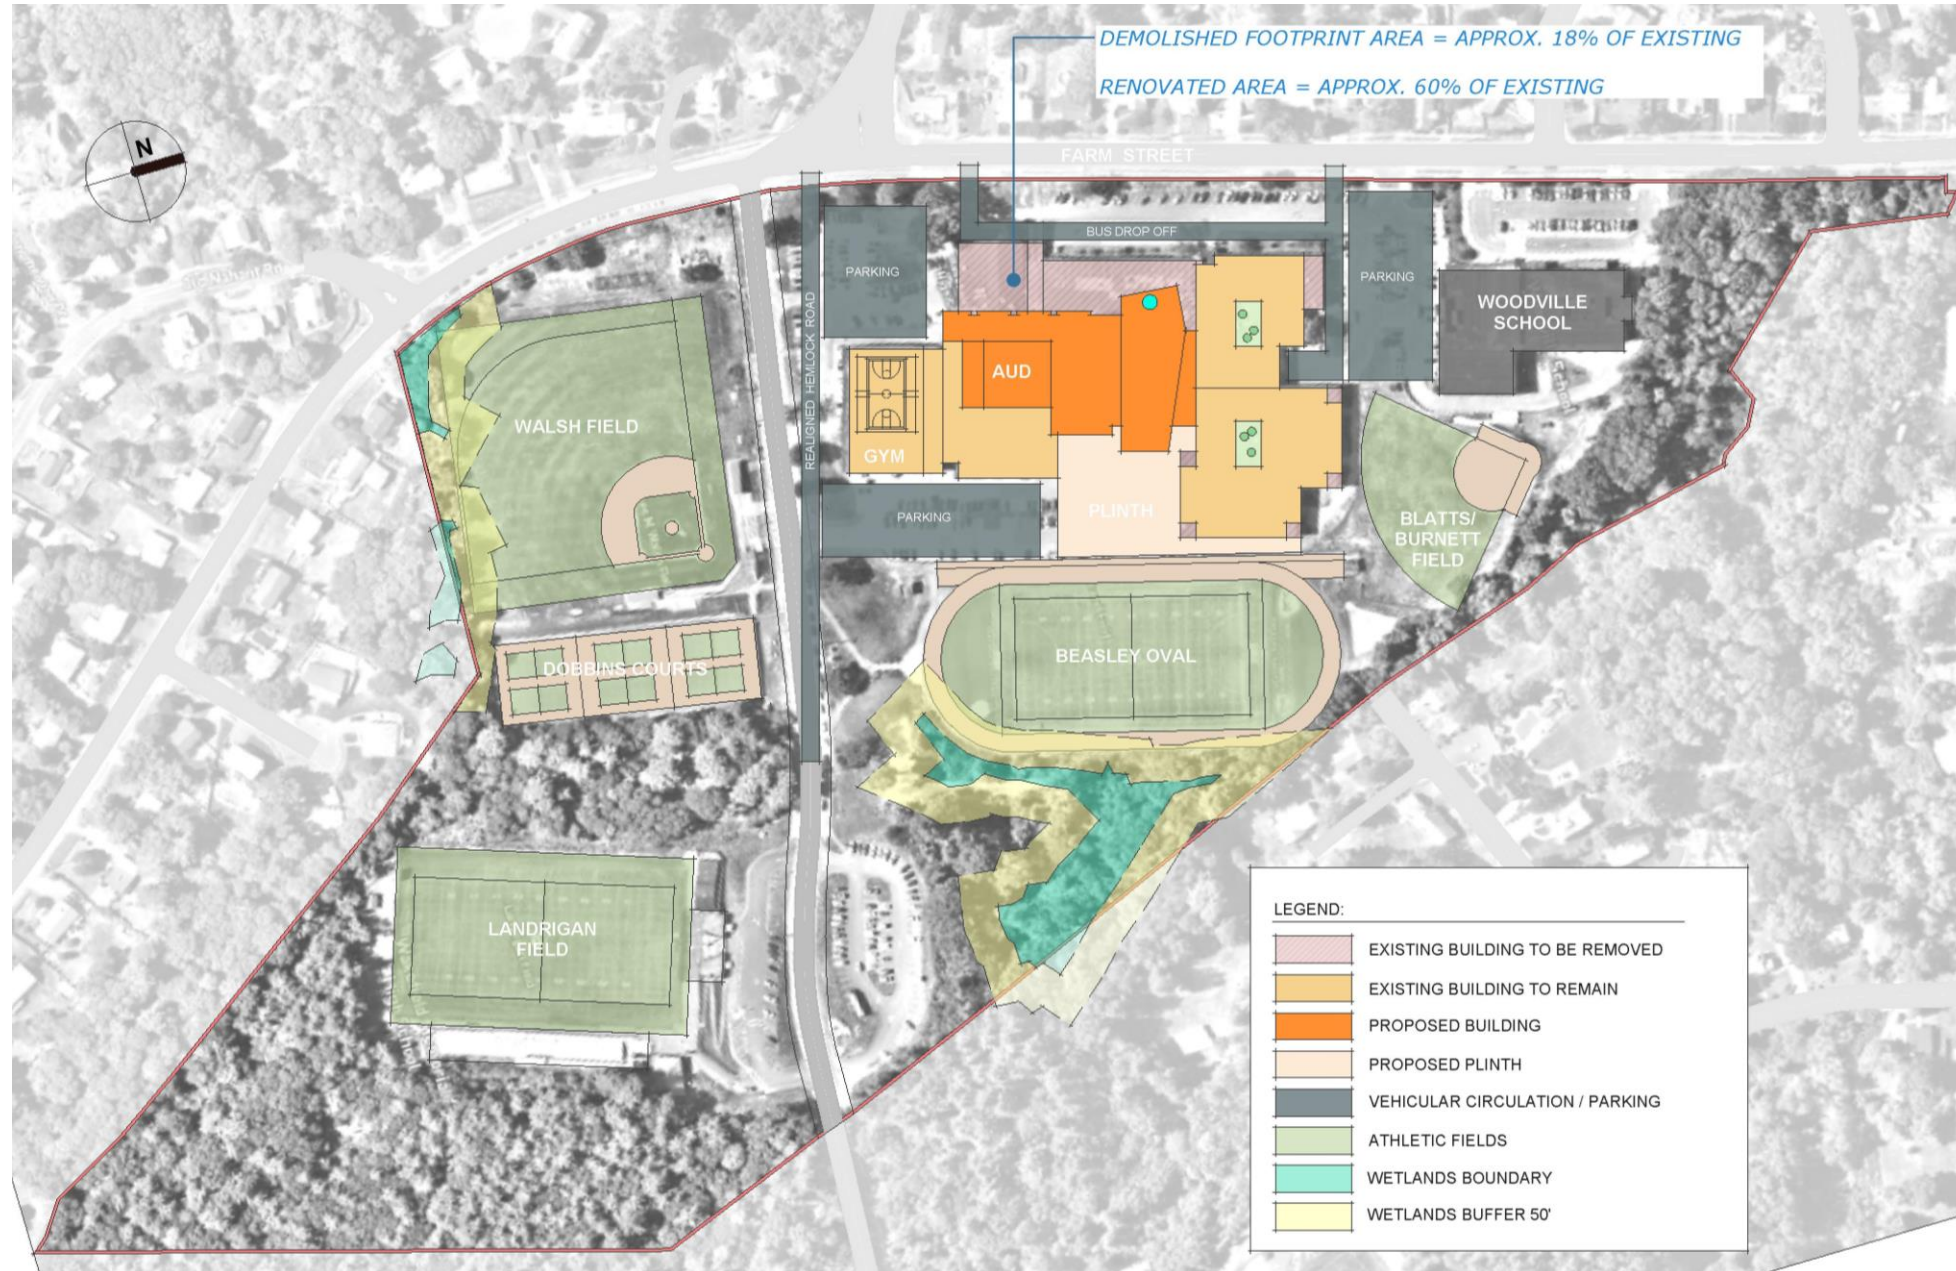 DEMOLISHED FOOTPRINT AREA = APPROX. 18% OF EXISTING
RENOVATED AREA = APPROX. 60% OF EXISTING
N
FARM STREET
BUS DROP OFF
PARKING
PARKING
WOODVILLE
SCHOOL
REALIGNED HEMLOCK ROAD
AUD
WALSH FIELD
GYM
PLINTH
PARKING
BLATTS/
BURNETT
FIELD
School
DOBBINS COURTS
BEASLEY OVAL
LANDRIGAN
FIELD
LEGEND:
EXISTING BUILDING TO BE REMOVED
EXISTING BUILDING TO REMAIN
PROPOSED BUILDING
PROPOSED PLINTH
VEHICULAR CIRCULATION / PARKING
ATHLETIC FIELDS
WETLANDS BOUNDARY
WETLANDS BUFFER 50'